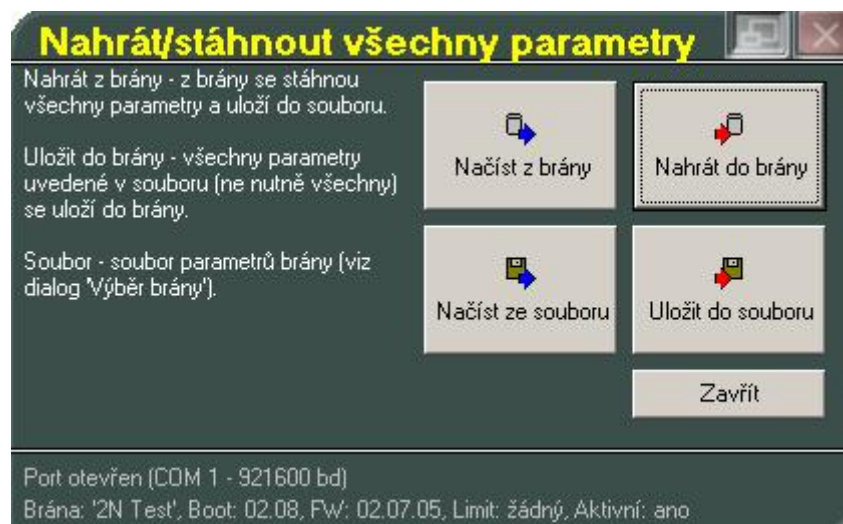 Nahrát/stáhnout všechny parametry
Nahrát z brány - z brány se stáhnou
všechny parametry a uloží do souboru.
Uložit do brány - všechny parametry
uvedené v souboru (ne nutně všechny)
se uloží do brány.
Soubor - soubor parametrů brány (viz
dialog 'Výběr brány').
Načíst z brány
Nahrát do brány
Načíst ze souboru
Uložit do souboru
Zavřít
Port otevřen (COM 1 - 921600 bd)
Brána: '2N Test', Boot: 02.08, FW: 02.07.05, Limit: žádný, Aktivní: ano